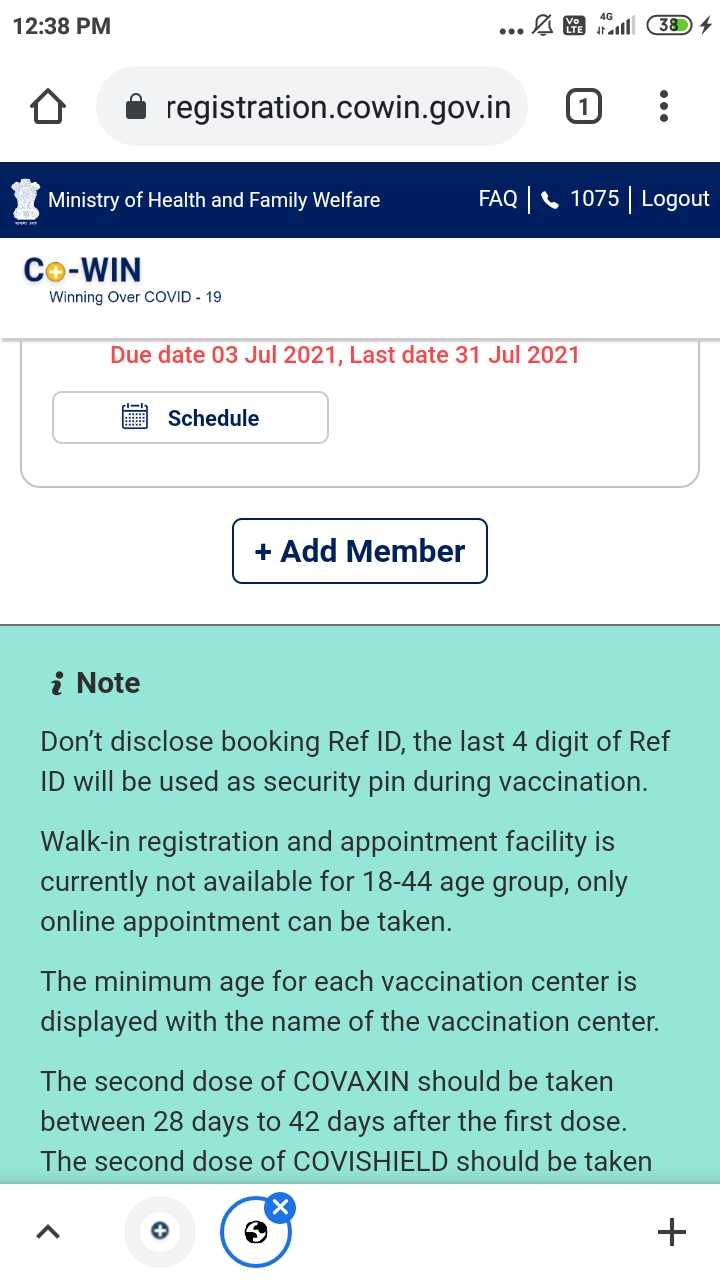 12:38 PM
4G
Vo LTE
38
registration.cowin.gov.in
1
Ministry of Health and Family Welfare
FAQ | 1075 | Logout
Co-WIN
Winning Over COVID - 19
Due date 03 Jul 2021, Last date 31 Jul 2021
Schedule
+ Add Member
i Note
Don’t disclose booking Ref ID, the last 4 digit of Ref
ID will be used as security pin during vaccination.
Walk-in registration and appointment facility is
currently not available for 18-44 age group, only
online appointment can be taken.
The minimum age for each vaccination center is
displayed with the name of the vaccination center.
The second dose of COVAXIN should be taken
between 28 days to 42 days after the first dose.
The second dose of COVISHIELD should be taken